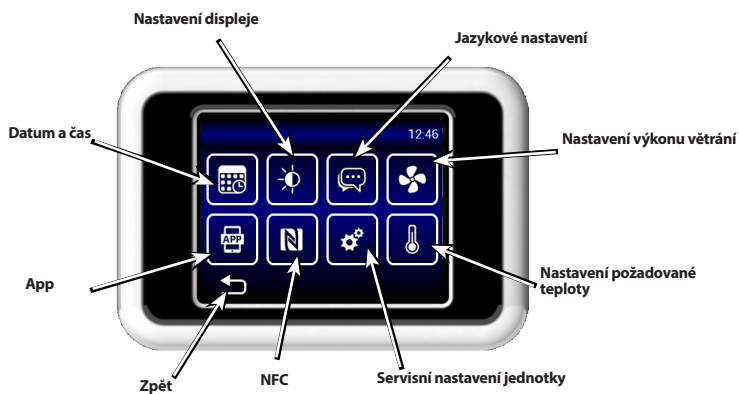 Nastavení displeje
Jazykové nastavení
Datum a čas
12:46
Nastavení výkonu větrání
APP
App
Nastavení požadované
teploty
Zpět
NFC
Servisní nastavení jednotky